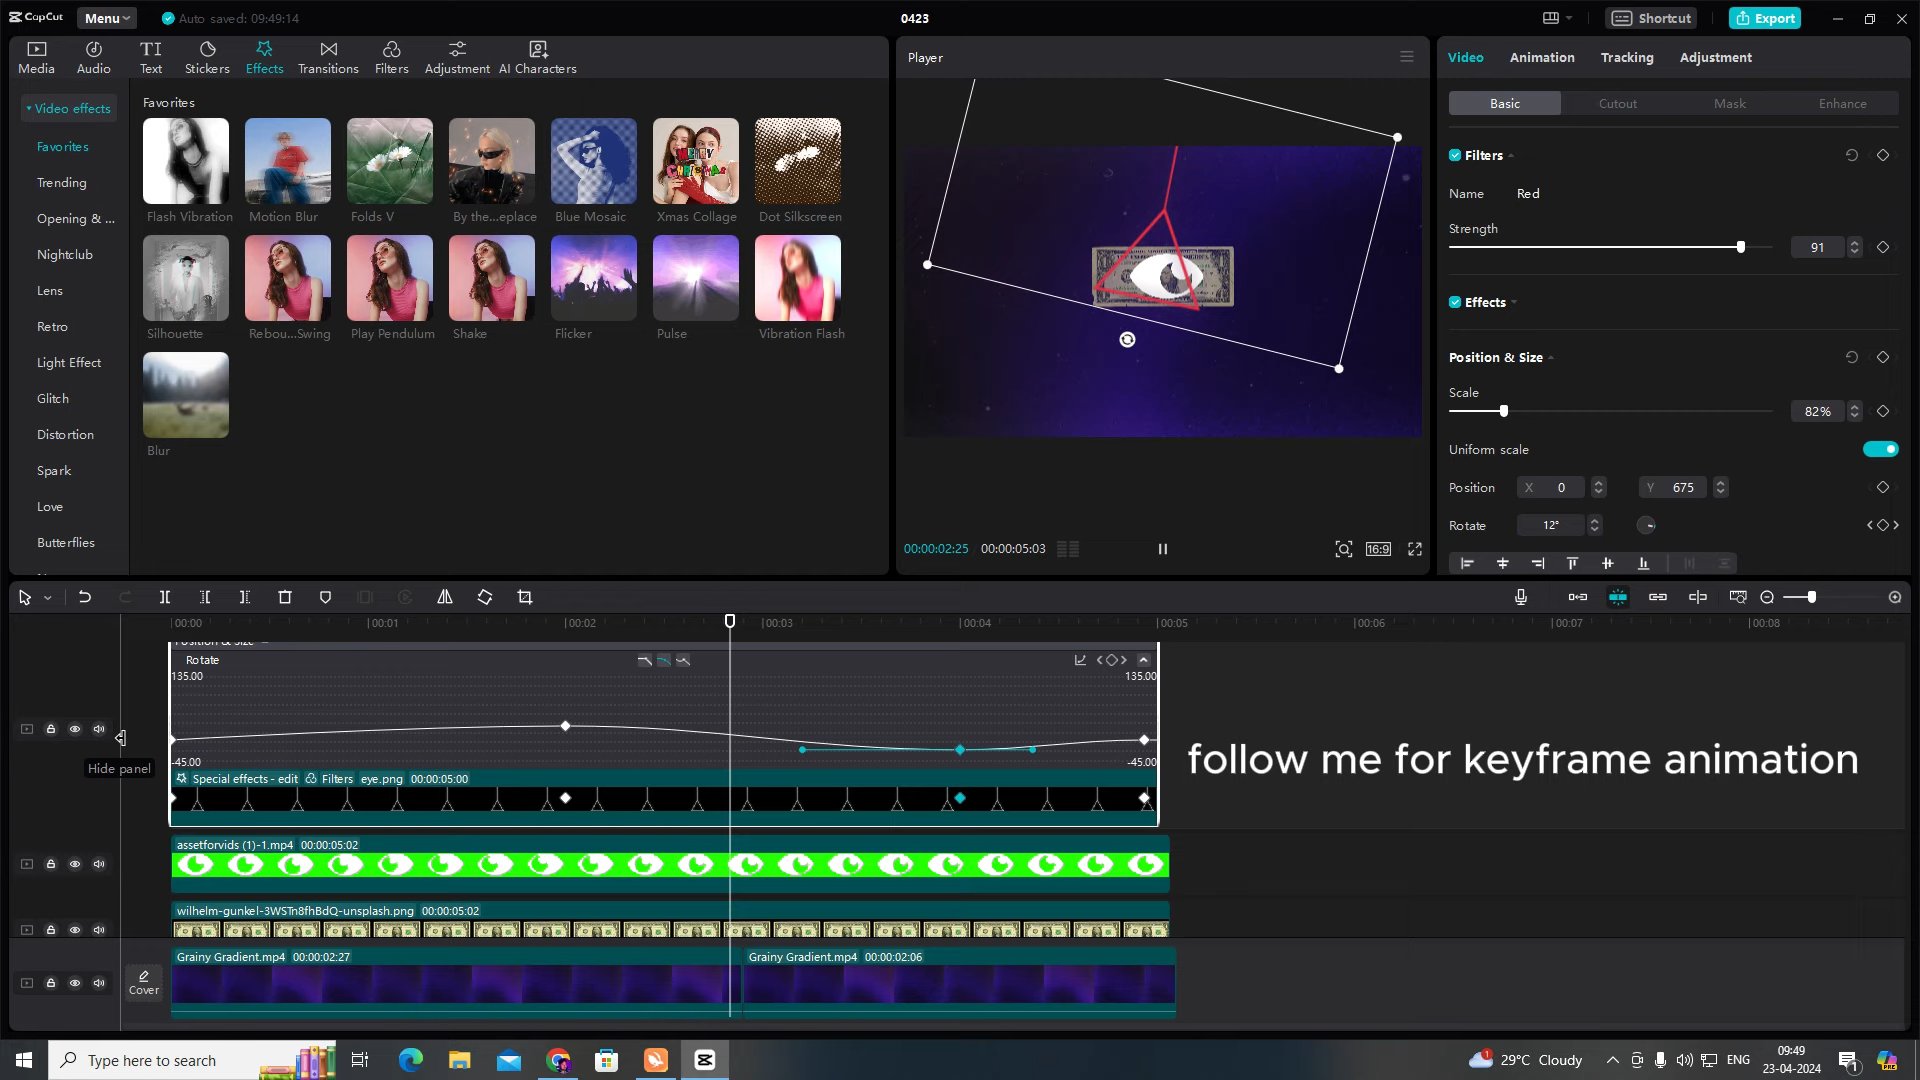 CapCut
Menu
Auto saved: 09:49:14
0423
Shortcut
Export
Media
Audio
TI
Text
Stickers
Effects
Transitions
Filters
Adjustment
AI Characters
Video effects
Favorites
Trending
Opening & ...
Nightclub
Lens
Retro
Light Effect
Glitch
Distortion
Spark
Love
Butterflies
Favorites
Flash Vibration
Motion Blur
Folds V
By the...eplace
Blue Mosaic
Xmas Collage
Dot Silkscreen
Silhouette
Rebou...Swing
Play Pendulum
Shake
Flicker
Pulse
Vibration Flash
Blur
MERRY
CHRISTMAS
Player
00:00:02:25
00:00:05:03
16:9
Video
Animation
Tracking
Adjustment
Basic
Cutout
Mask
Enhance
Filters
Name
Red
Strength
91
Effects
Position & Size
Scale
82%
Uniform scale
Position
X 0
Y 675
Rotate
12°
00:00
00:01
00:02
00:03
00:04
00:05
00:06
00:07
00:08
Position & Size
Rotate
135.00
135.00
-45.00
-45.00
Special effects - edit
Filters
eye.png
00:00:05:00
Hide panel
follow me for keyframe animation
assetforvids (1)-1.mp4 00:00:05:02
wilhelm-gunkel-3WSTn8fhBdQ-unsplash.png 00:00:05:02
Grainy Gradient.mp4 00:00:02:27
Grainy Gradient.mp4 00:00:02:06
Cover
Type here to search
1
29°C Cloudy
ENG
09:49
23-04-2024
1
PRE